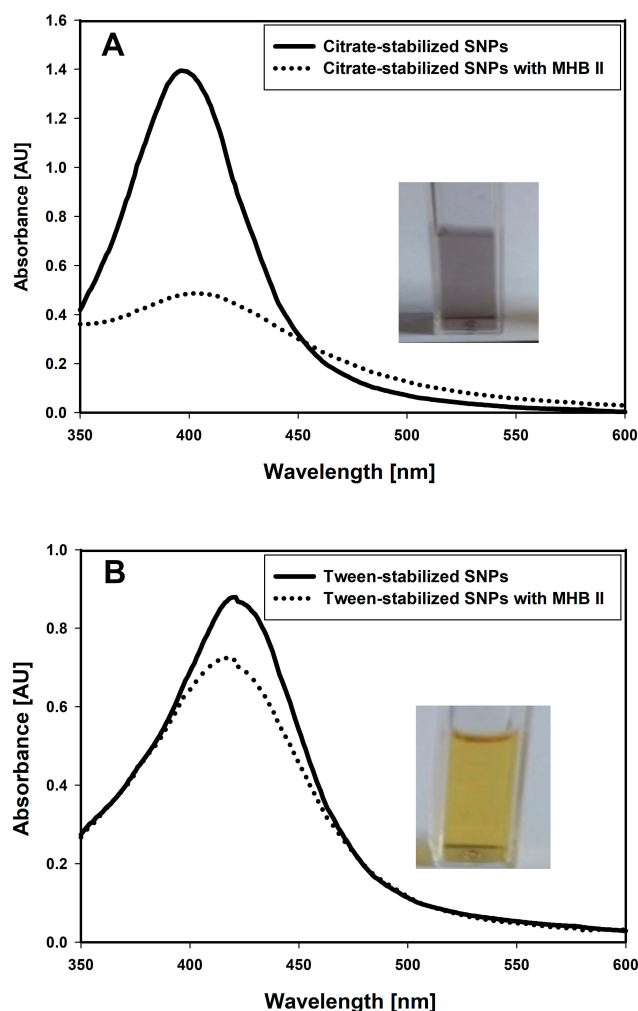 A
Citrate-stabilized SNPs
Citrate-stabilized SNPs with MHB II
Absorbance [AU]
1.6
1.4
1.2
1.0
0.8
0.6
0.4
0.2
0.0
350 400 450 500 550 600
Wavelength [nm]
B
Tween-stabilized SNPs
Tween-stabilized SNPs with MHB II
Absorbance [AU]
1.0
0.8
0.6
0.4
0.2
0.0
350 400 450 500 550 600
Wavelength [nm]